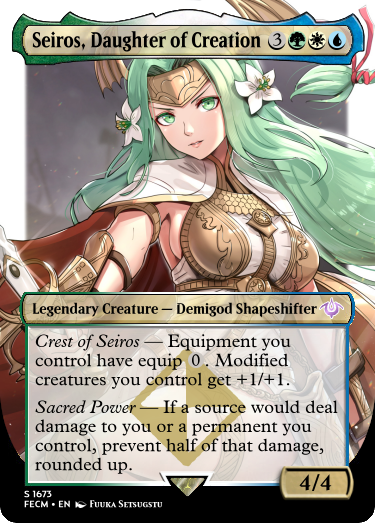 Seiros, Daughter of Creation 3
Legendary Creature — Demigod Shapeshifter
Crest of Seiros — Equipment you
control have equip 0 . Modified
creatures you control get +1/+1.
Sacred Power — If a source would deal
damage to you or a permanent you
control, prevent half of that damage,
rounded up.
4/4
S 1673
FECM • EN Fuuka Setsugstu